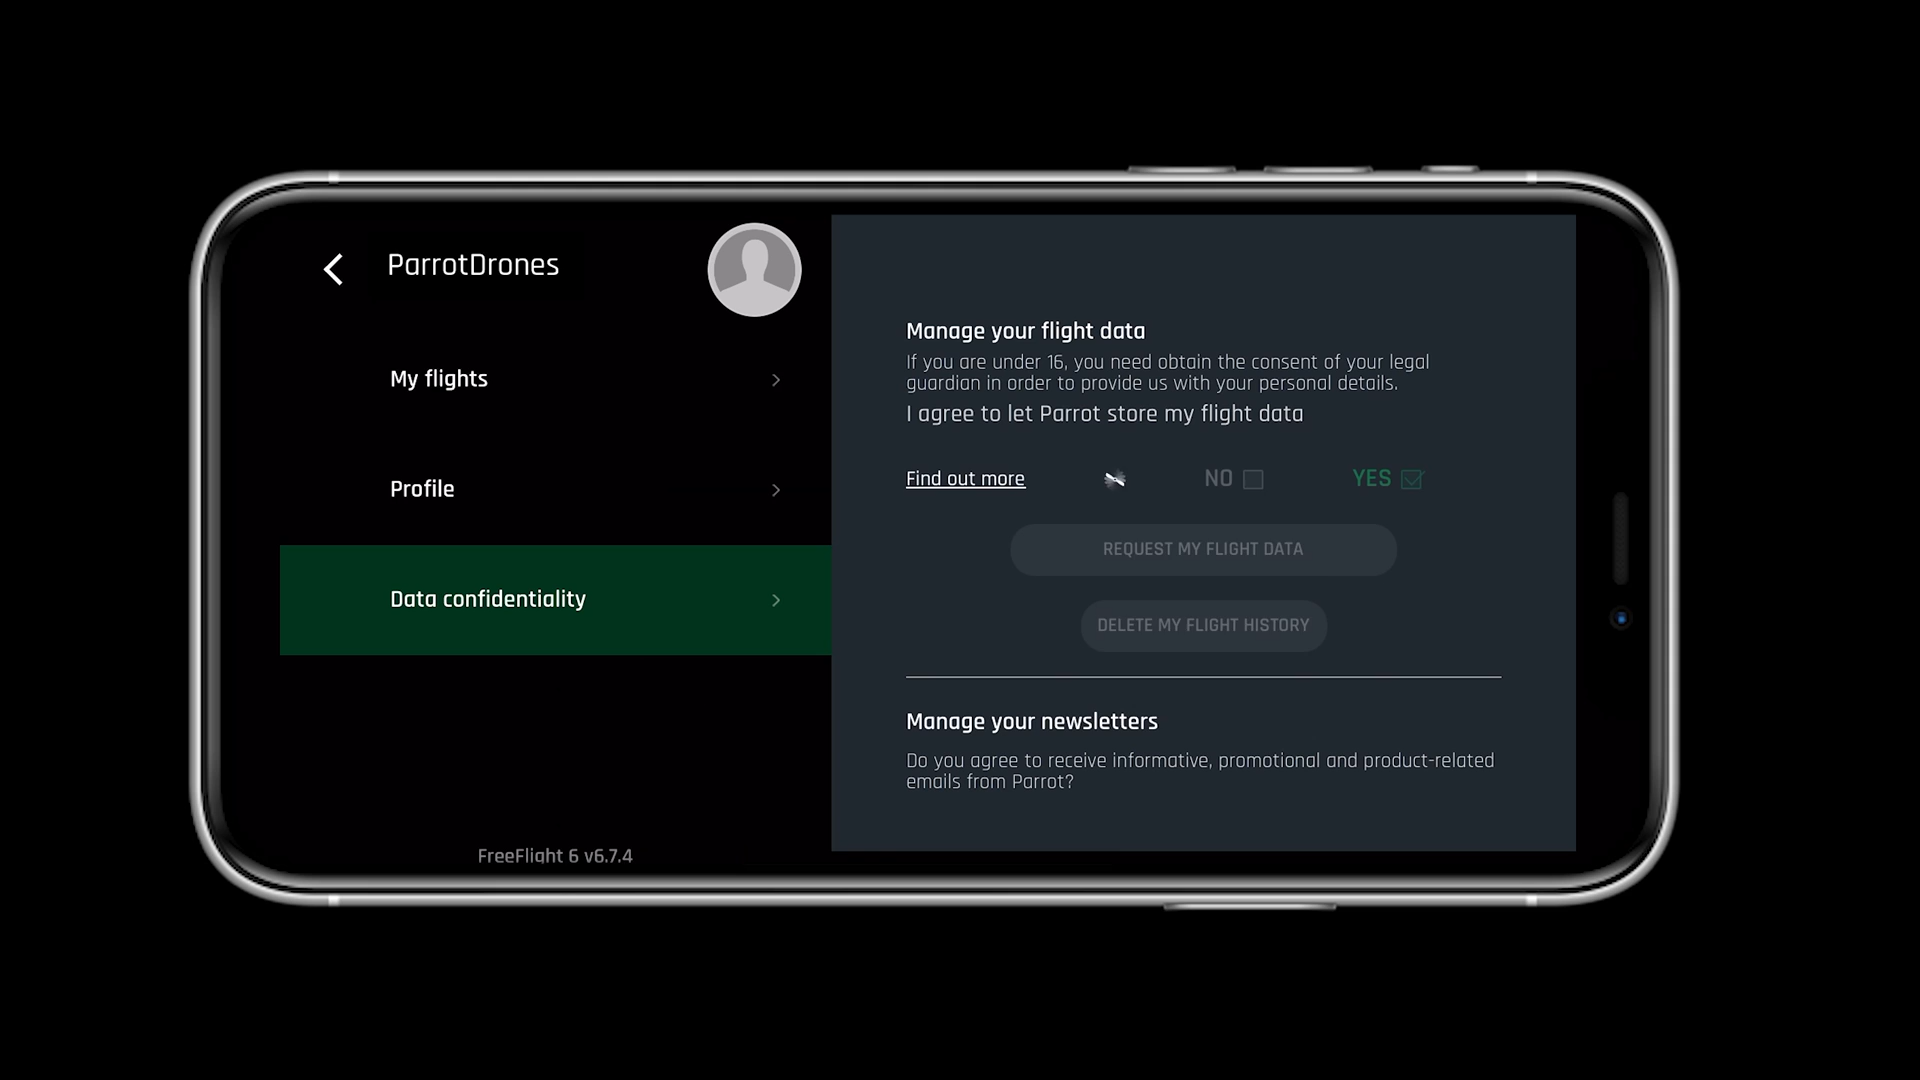 ParrotDrones
My flights
Profile
Data confidentiality
FreeFlight 6 v6.7.4
Manage your flight data
If you are under 16, you need obtain the consent of your legal
guardian in order to provide us with your personal details.
I agree to let Parrot store my flight data
Find out more
NO
YES
REQUEST MY FLIGHT DATA
DELETE MY FLIGHT HISTORY
Manage your newsletters
Do you agree to receive informative, promotional and product-related
emails from Parrot?